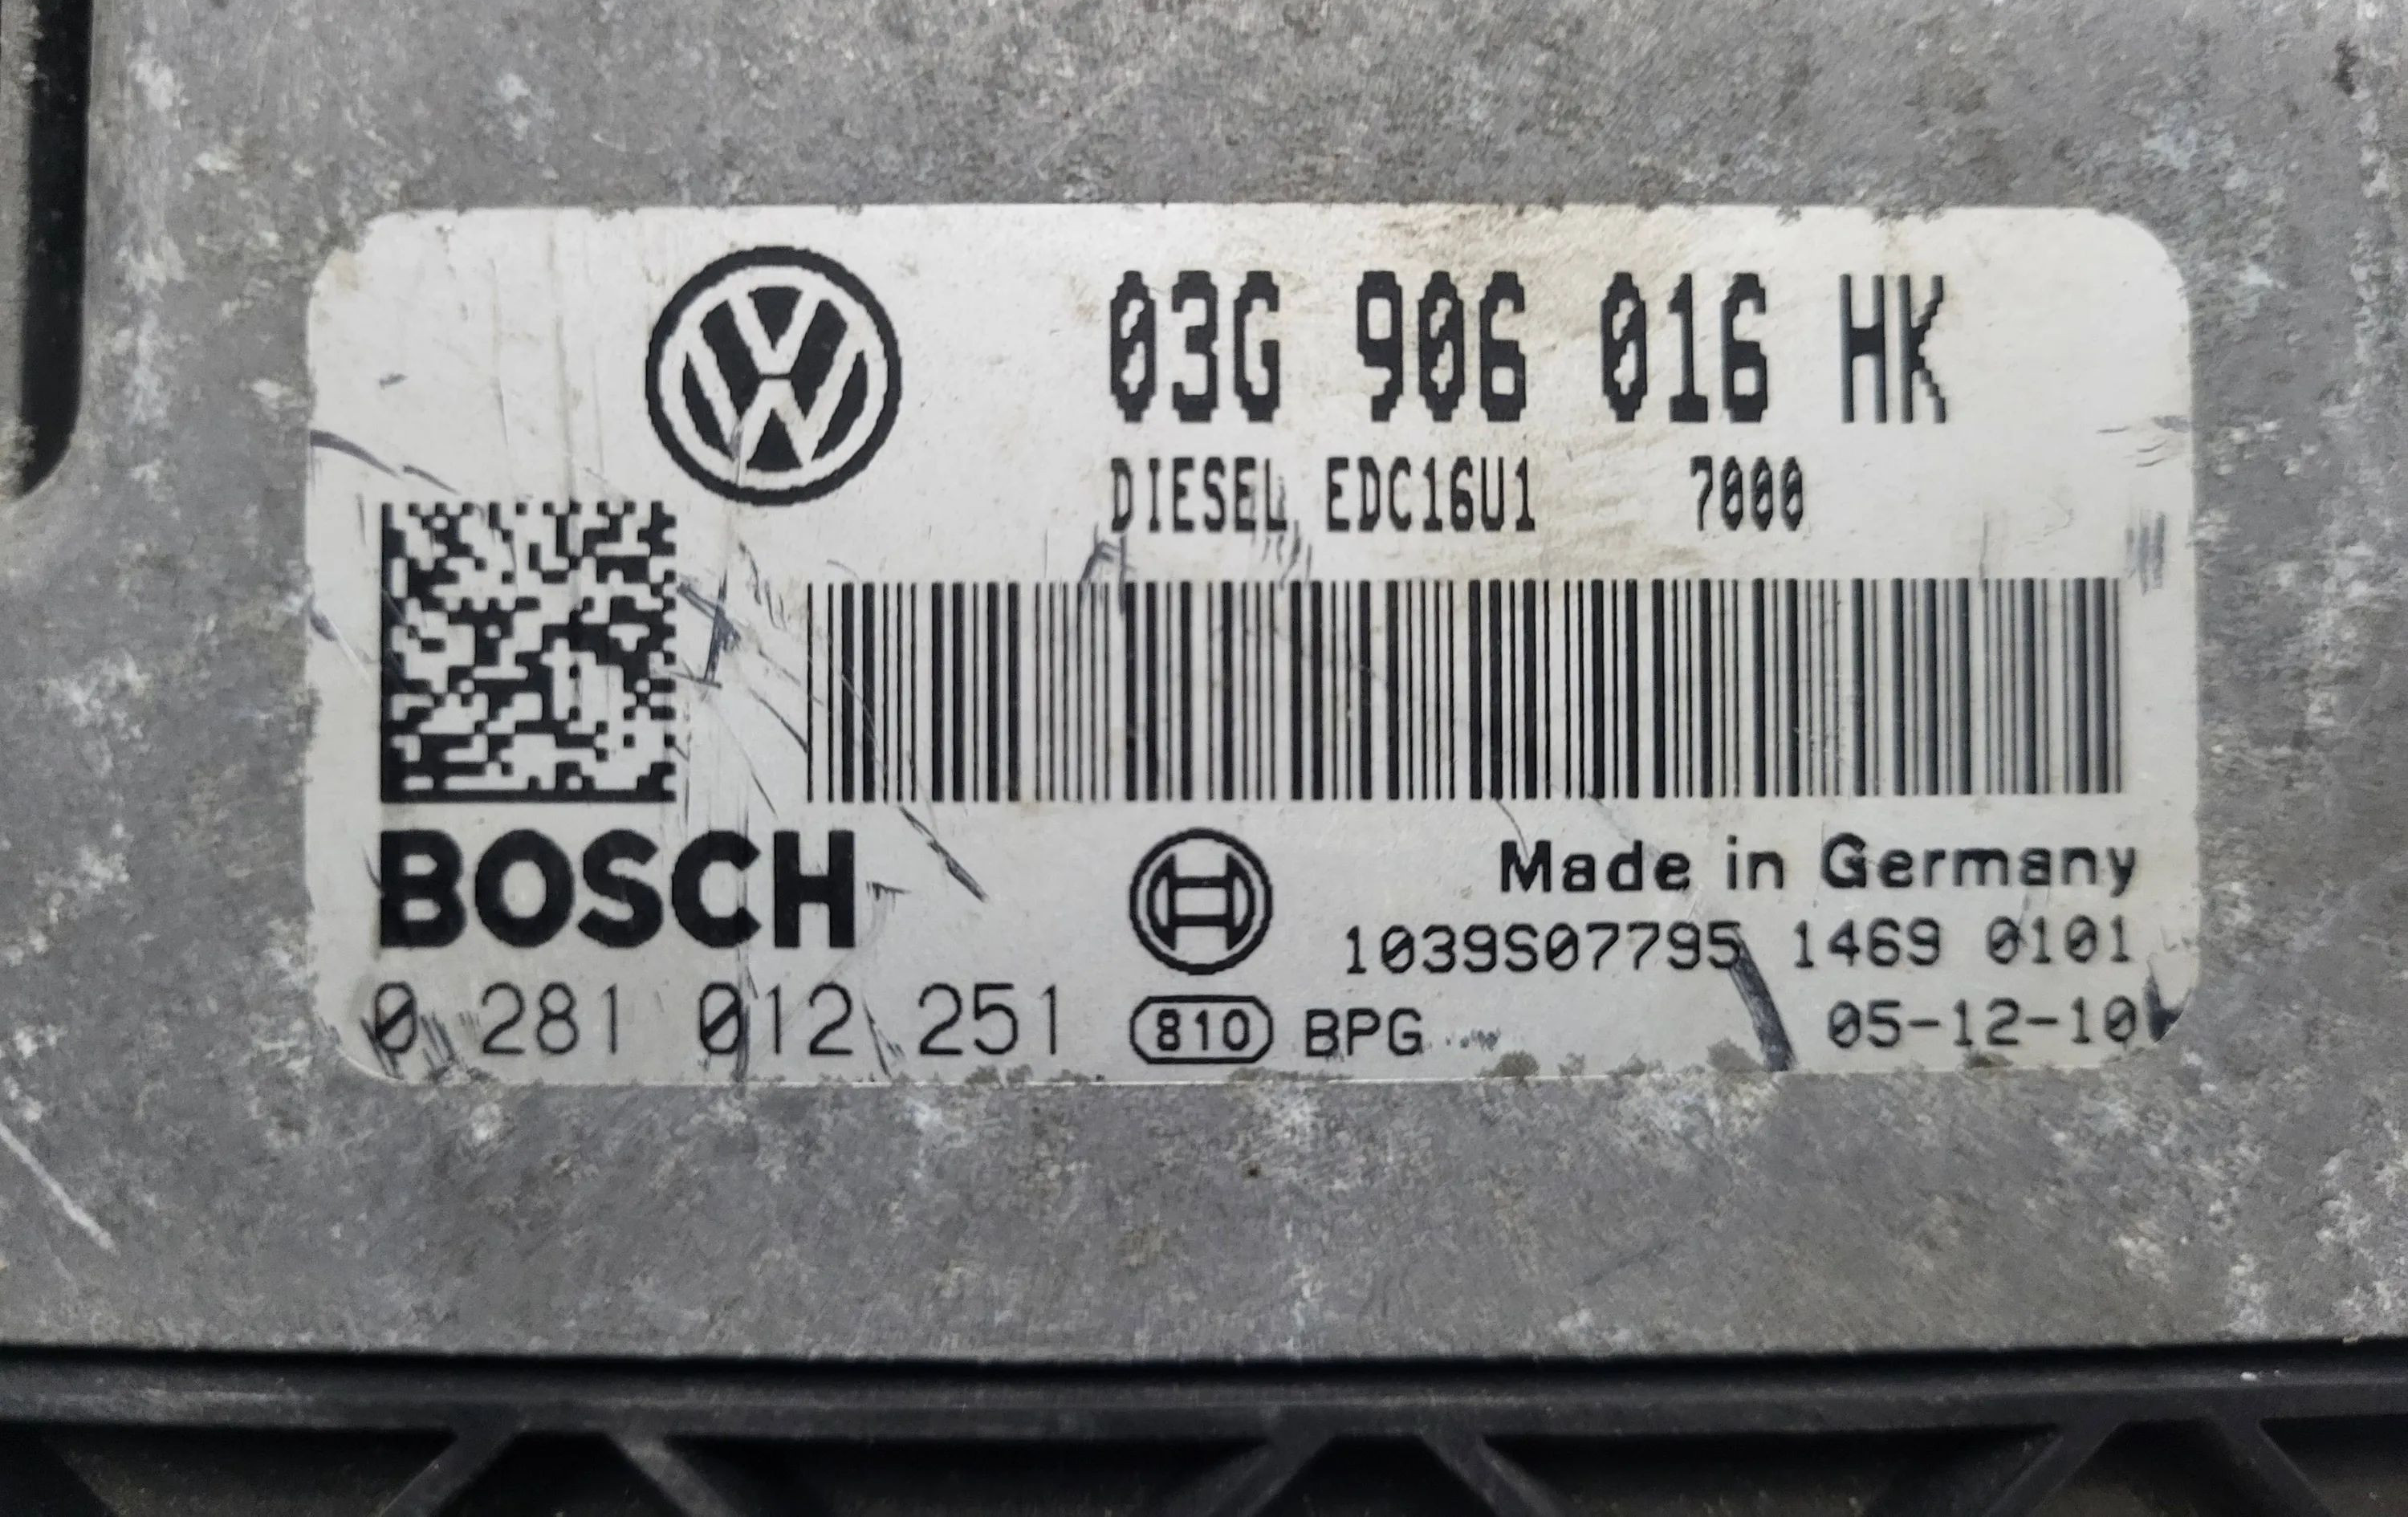 03G 906 016 HK
DIESEL EDC16U1 7000
BOSCH
Made in Germany
1039S07795 1469 0101
0 281 012 251
810 BPG
05-12-10